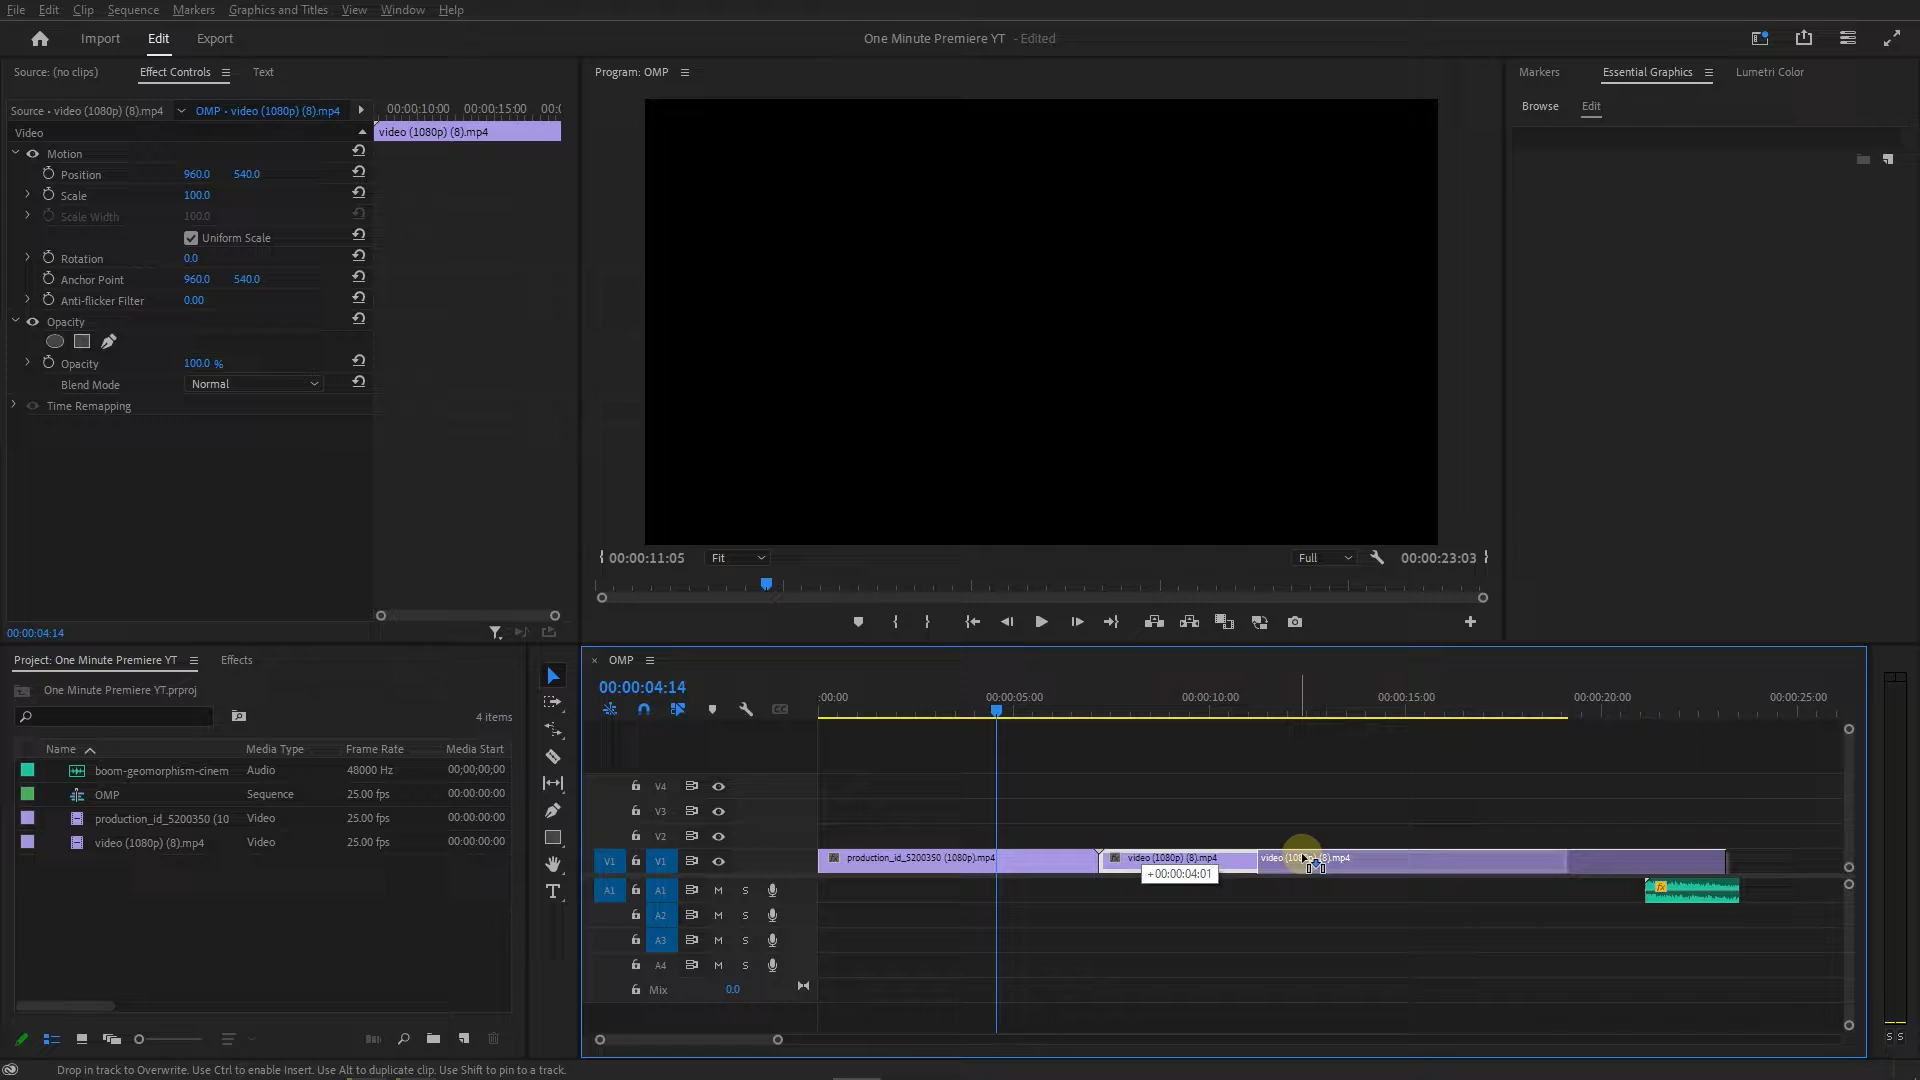 File Edit Clip Sequence Markers Graphics and Titles View Window Help
Import Edit Export
One Minute Premiere YT - Edited
Source: (no clips) Effect Controls Text
Program: OMP
Markers Essential Graphics Lumetri Color
Browse Edit
Source • video (1080p) (8).mp4 OMP • video (1080p) (8).mp4
00:00:10:00 00:00:15:00 00:0
Video
video (1080p) (8).mp4
Motion
Position 960.0 540.0
Scale 100.0
Scale Width 100.0
Uniform Scale
Rotation 0.0
Anchor Point 960.0 540.0
Anti-flicker Filter 0.00
Opacity
Opacity 100.0 %
Blend Mode Normal
Time Remapping
00:00:04:14
00:00:11:05 Fit Full 00:00:23:03
Project: One Minute Premiere YT Effects
One Minute Premiere YT.prproj
4 items
Name Media Type Frame Rate Media Start
boom-geomorphism-cinem Audio 48000 Hz 00;00;00;00
OMP Sequence 25.00 fps 00:00:00:00
production_id_5200350 (10 Video 25.00 fps 00:00:00:00
video (1080p) (8).mp4 Video 25.00 fps 00:00:00:00
× OMP
00:00:04:14
:00:00 00:00:05:00 00:00:10:00 00:00:15:00 00:00:20:00 00:00:25:00
CC
V4
V3
V2
V1 V1 production_id_5200350 (1080p).mp4 video (1080p) (8).mp4 video (1080p) (8).mp4
+00:00:04:01
A1 A1 M S fx
A2 M S
A3 M S
A4 M S
Mix 0.0
S S
Drop in track to Overwrite. Use Ctrl to enable Insert. Use Alt to duplicate clip. Use Shift to pin to a track.